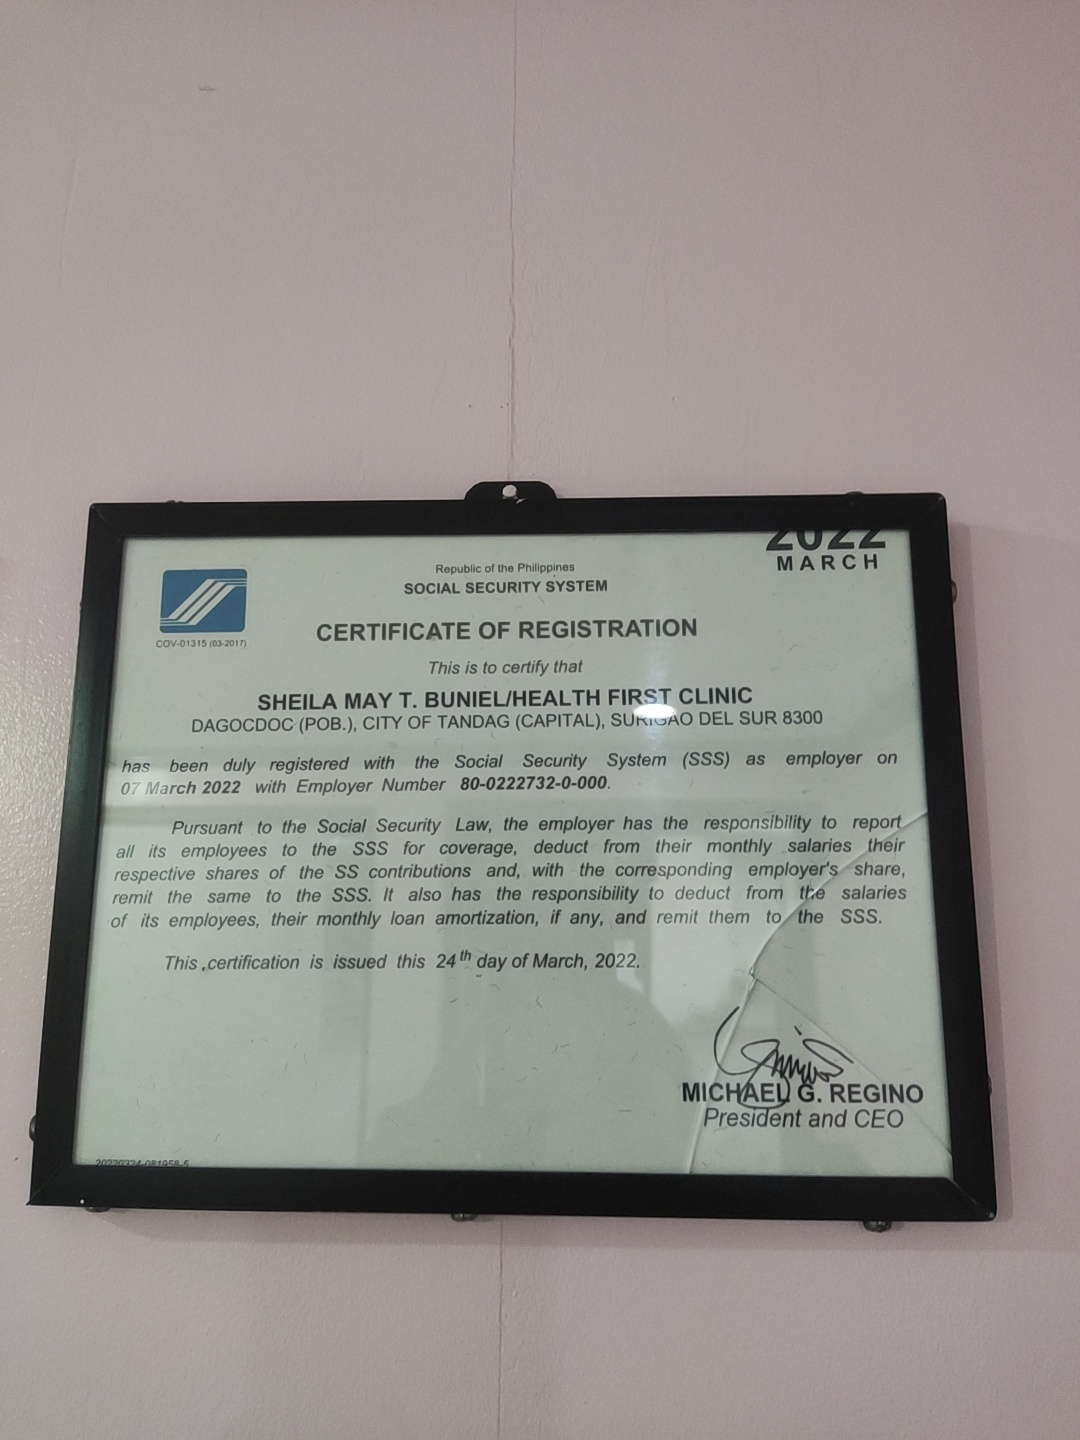 2022
MARCH
Republic of the Philippines
SOCIAL SECURITY SYSTEM
COV-01315 (03-2017)
CERTIFICATE OF REGISTRATION
This is to certify that
SHEILA MAY T. BUNIEL/HEALTH FIRST CLINIC
DAGOCDOC (POB.), CITY OF TANDAG (CAPITAL), SURIGAO DEL SUR 8300
has been duly registered with the Social Security System (SSS) as employer on
07 March 2022 with Employer Number 80-0222732-0-000.
Pursuant to the Social Security Law, the employer has the responsibility to report
all its employees to the SSS for coverage, deduct from their monthly salaries their
respective shares of the SS contributions and, with the corresponding employer's share,
remit the same to the SSS. It also has the responsibility to deduct from the salaries
of its employees, their monthly loan amortization, if any, and remit them to the SSS.
This certification is issued this 24th day of March, 2022.
MICHAEL G. REGINO
President and CEO